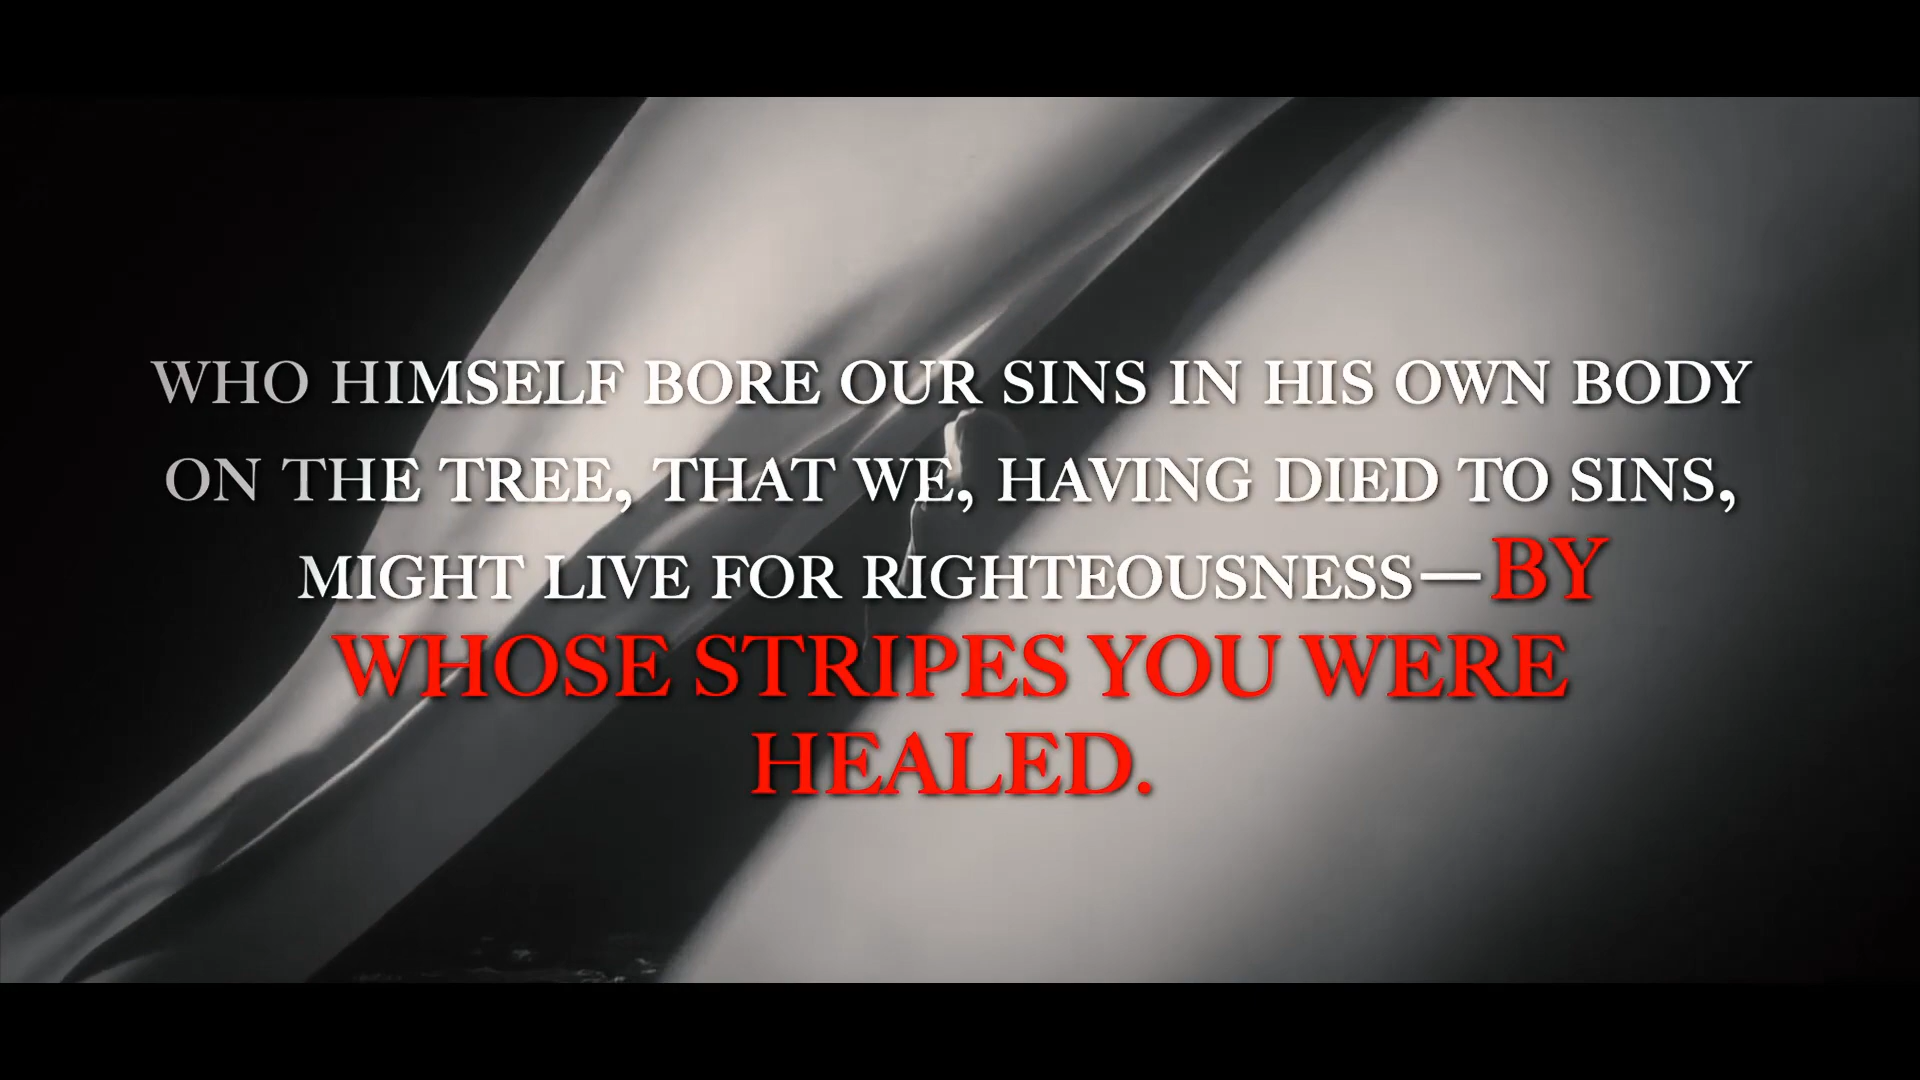 WHO HIMSELF BORE OUR SINS IN HIS OWN BODY
ON THE TREE, THAT WE, HAVING DIED TO SINS,
MIGHT LIVE FOR RIGHTEOUSNESS—BY
WHOSE STRIPES YOU WERE
HEALED.